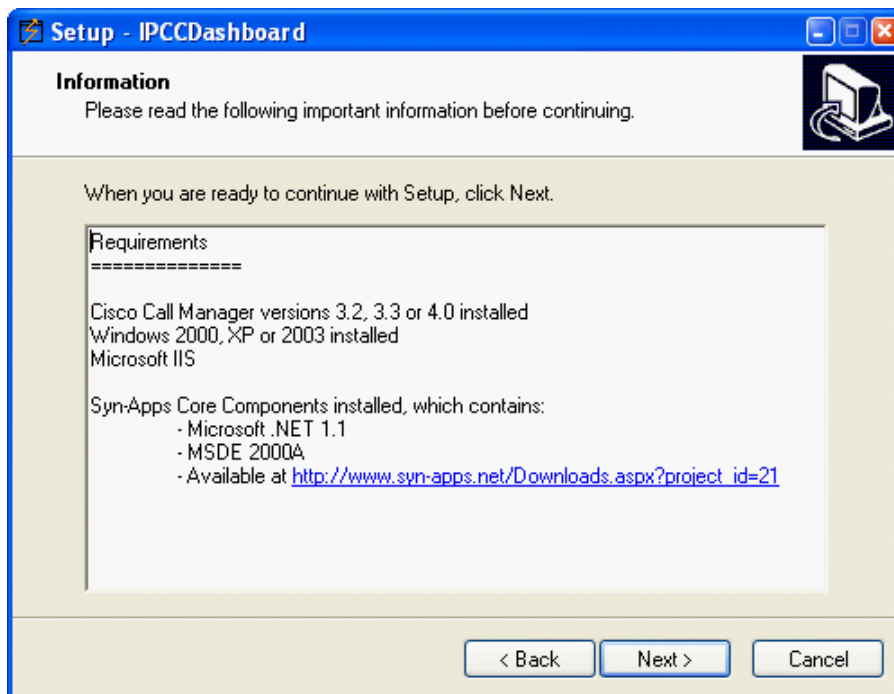 Setup - IPCCDashboard
Information
Please read the following important information before continuing.
When you are ready to continue with Setup, click Next.
Requirements
==============
Cisco Call Manager versions 3.2, 3.3 or 4.0 installed
Windows 2000, XP or 2003 installed
Microsoft IIS
Syn-Apps Core Components installed, which contains:
- Microsoft .NET 1.1
- MSDE 2000A
- Available at http://www.syn-apps.net/Downloads.aspx?project_id=21
< Back
Next >
Cancel